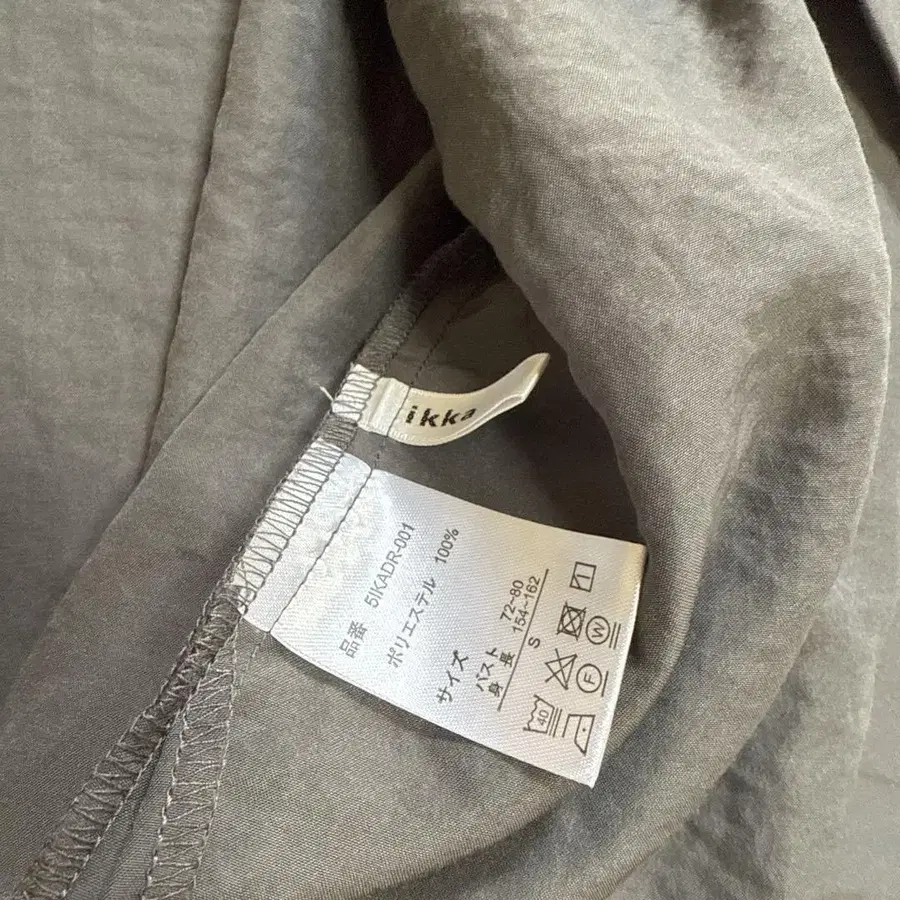 ikka
品番 5IKADR-001
ポリエステル 100%
サイズ
バスト 72~80
身長 154~162
S
40
W
F